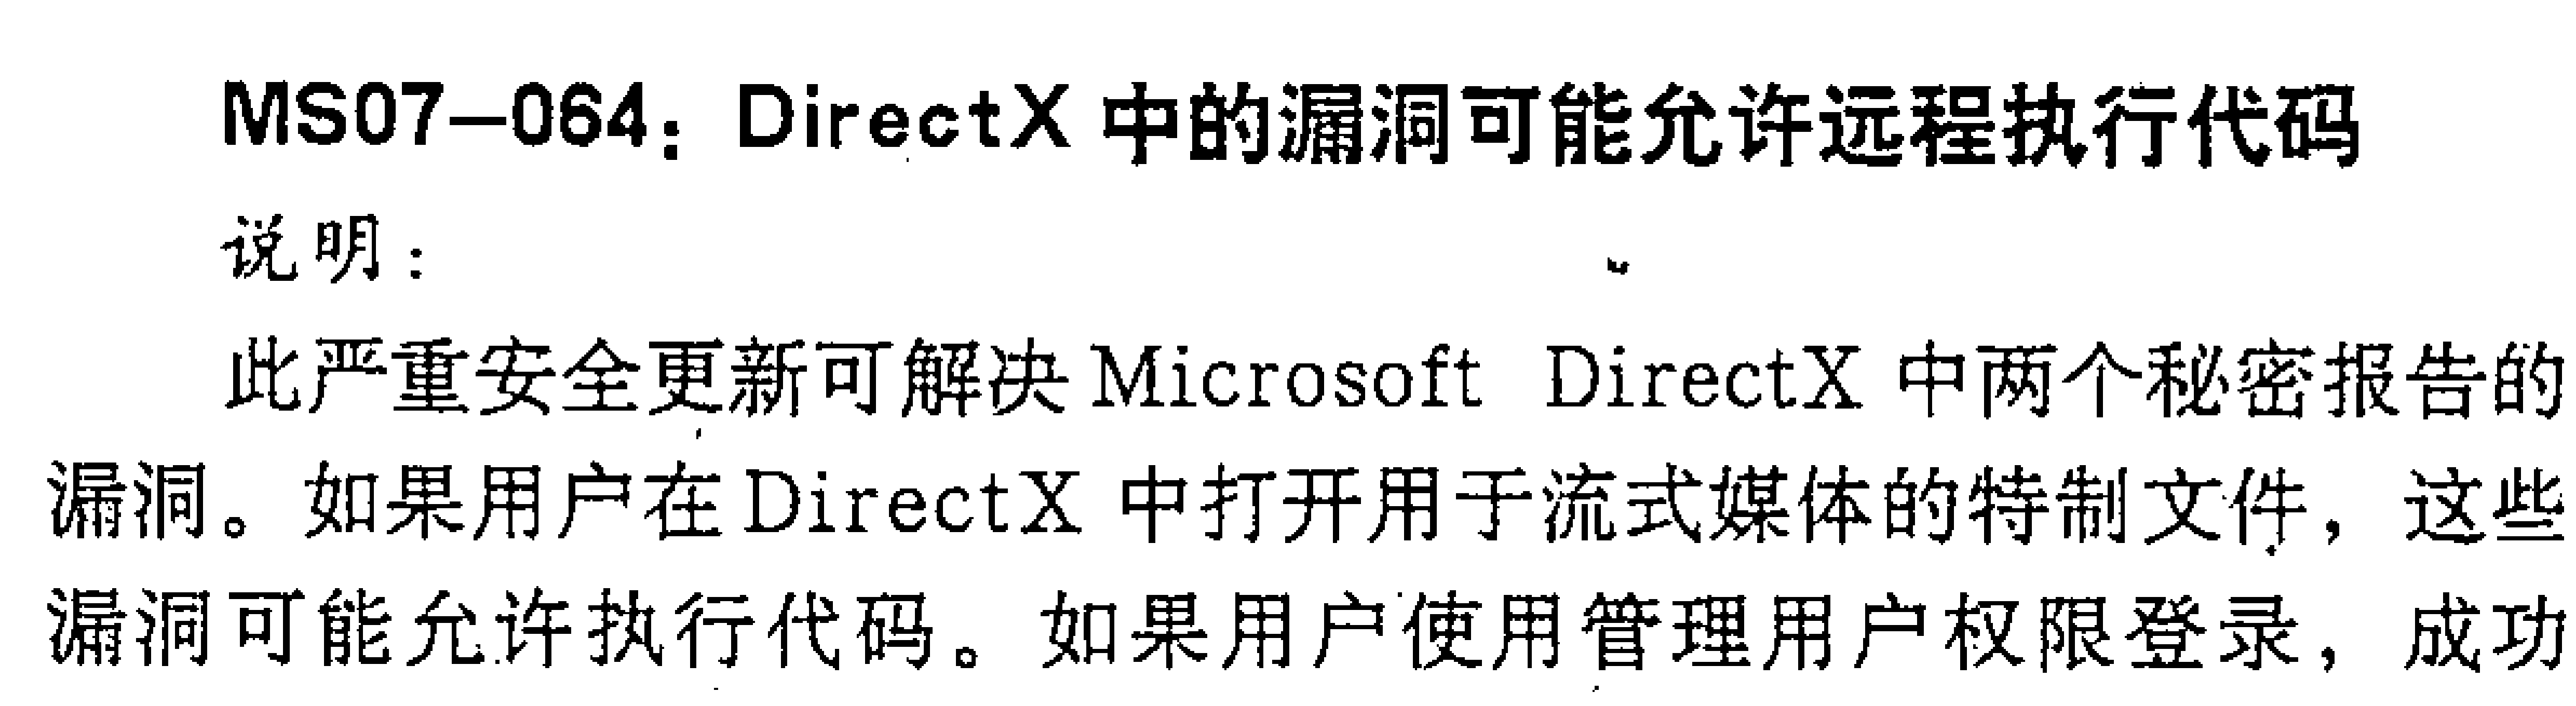 MS07—064：DirectX 中的漏洞可能允许远程执行代码
说明：
此严重安全更新可解决 Microsoft DirectX 中两个秘密报告的
漏洞。如果用户在 DirectX 中打开用于流式媒体的特制文件，这些
漏洞可能允许执行代码。如果用户使用管理用户权限登录，成功